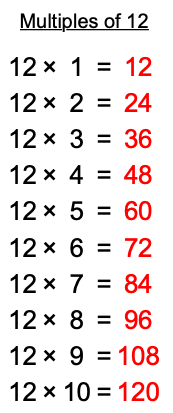 Multiples of 12
12 × 1 = 12
12 × 2 = 24
12 × 3 = 36
12 × 4 = 48
12 × 5 = 60
12 × 6 = 72
12 × 7 = 84
12 × 8 = 96
12 × 9 = 108
12 × 10 = 120